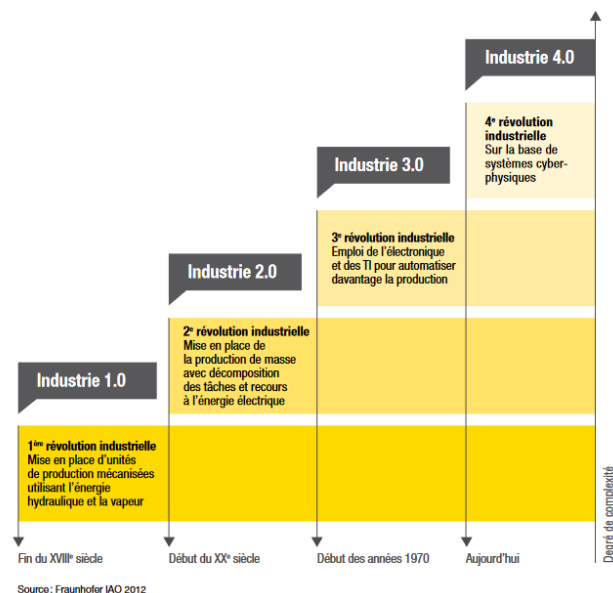 Industrie 4.0
4e révolution
industrielle
Sur la base de
systèmes cyber-
physiques
Industrie 3.0
3e révolution industrielle
Emploi de l'électronique
et des TI pour automatiser
davantage la production
Industrie 2.0
2e révolution industrielle
Mise en place de
la production de masse
avec décomposition
des tâches et recours
à l'énergie électrique
Industrie 1.0
1ère révolution industrielle
Mise en place d'unités
de production mécanisées
utilisant l'énergie
hydraulique et la vapeur
Degré de complexité
Fin du XVIIIe siècle
Début du XXe siècle
Début des années 1970
Aujourd'hui
Source: Fraunhofer IAO 2012